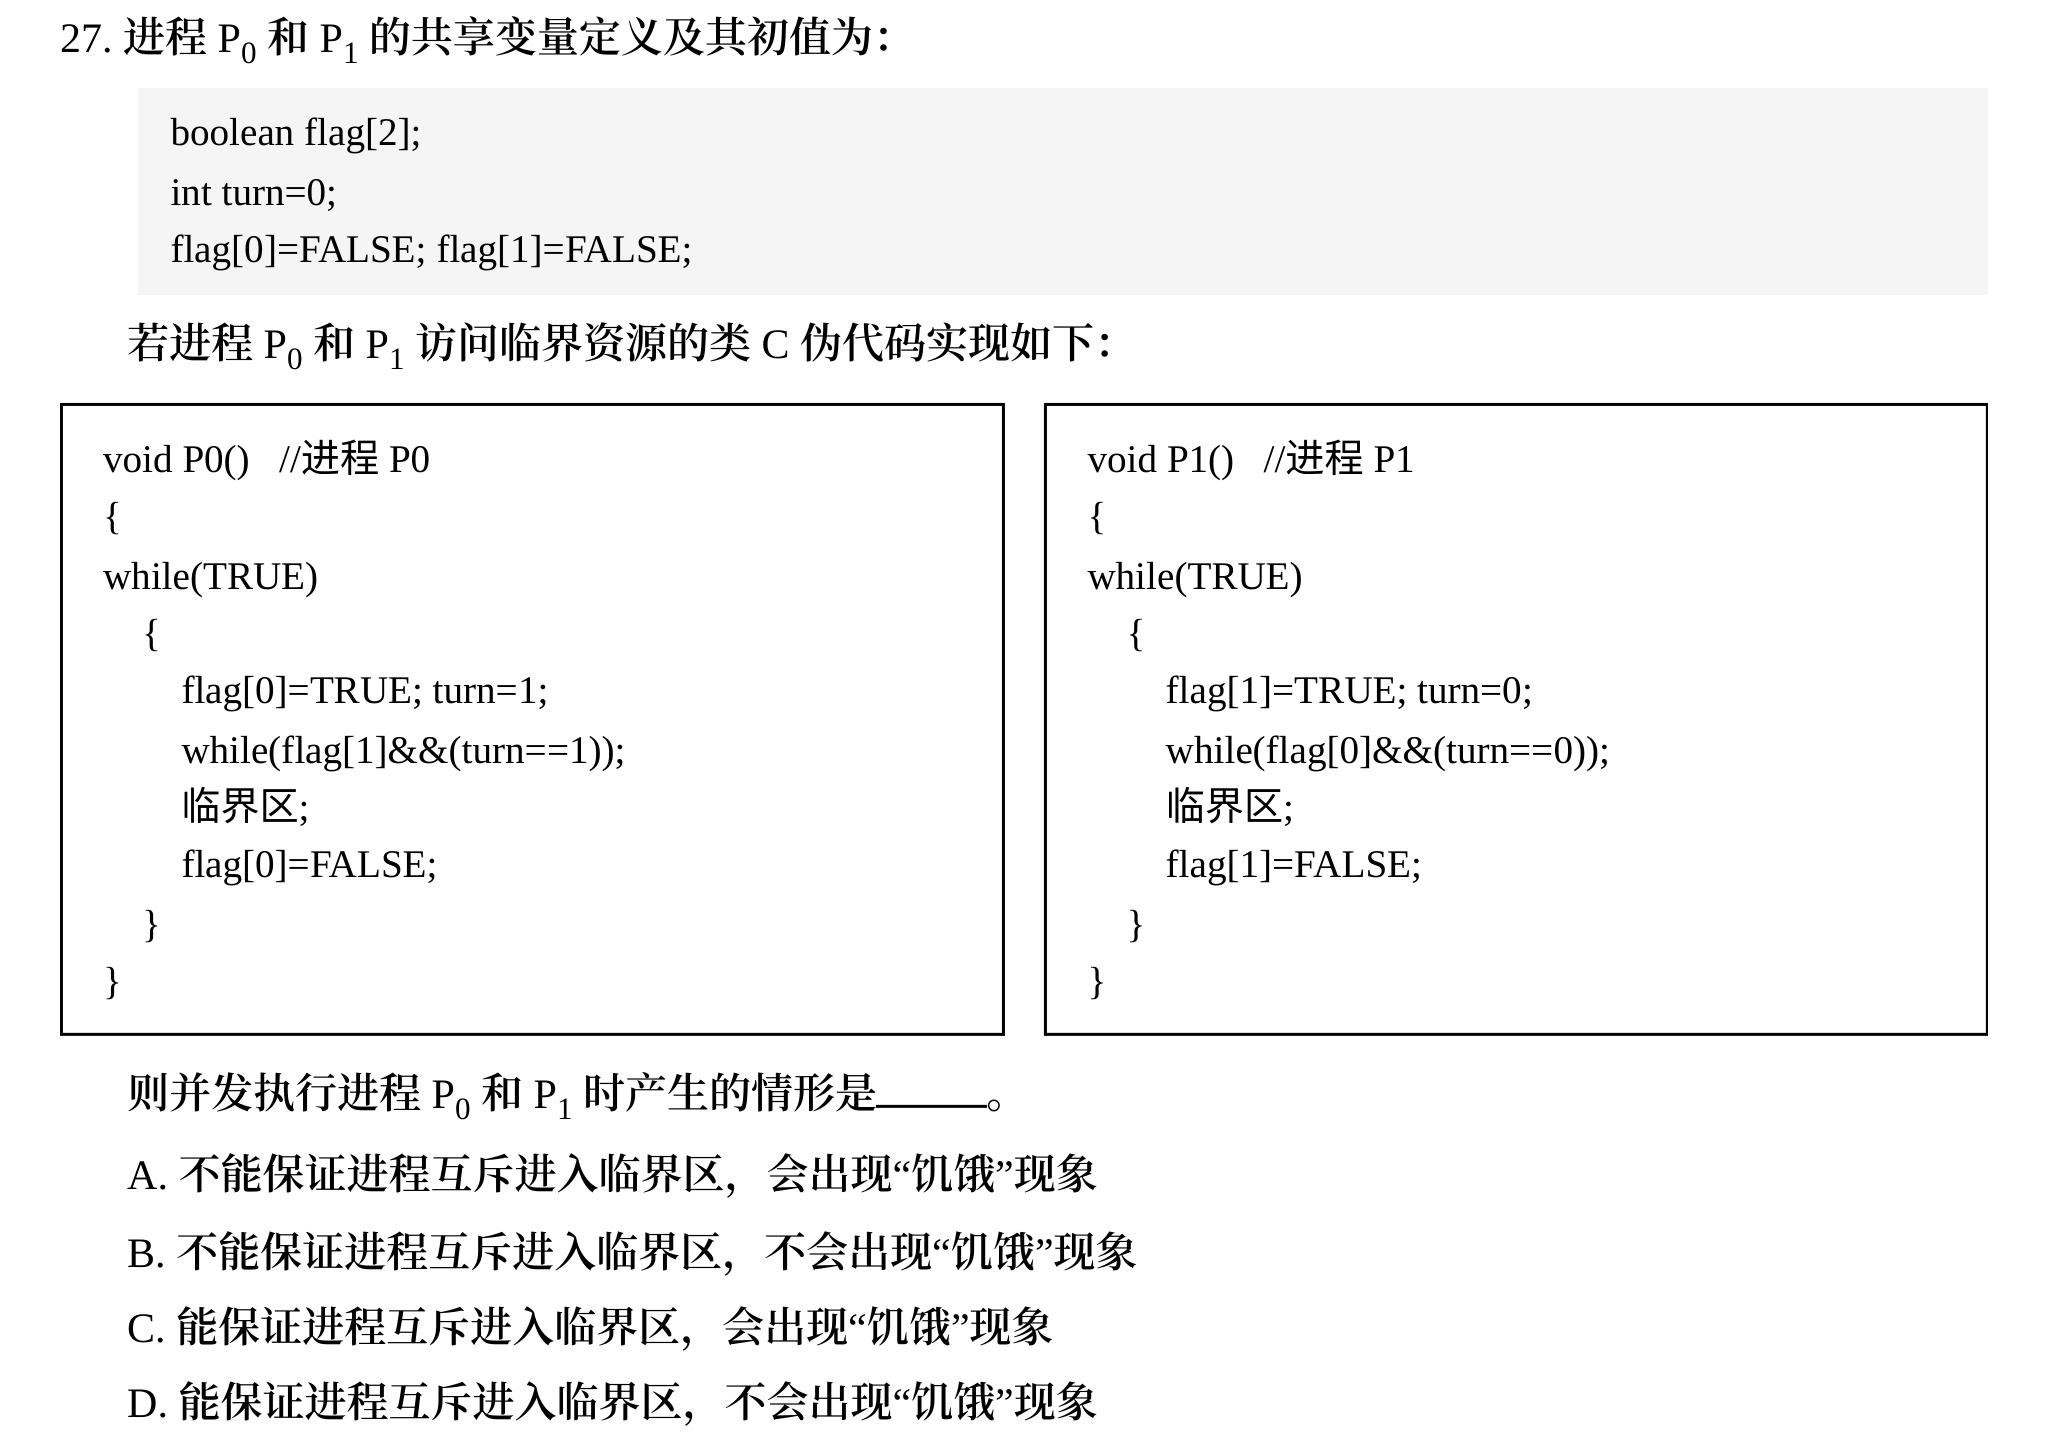 27. 进程 P0 和 P1 的共享变量定义及其初值为：
boolean flag[2];
int turn=0;
flag[0]=FALSE; flag[1]=FALSE;
若进程 P0 和 P1 访问临界资源的类 C 伪代码实现如下：
void P0()   //进程 P0
{
while(TRUE)
{
flag[0]=TRUE; turn=1;
while(flag[1]&&(turn==1));
临界区;
flag[0]=FALSE;
}
}
void P1()   //进程 P1
{
while(TRUE)
{
flag[1]=TRUE; turn=0;
while(flag[0]&&(turn==0));
临界区;
flag[1]=FALSE;
}
}
则并发执行进程 P0 和 P1 时产生的情形是_____。
A. 不能保证进程互斥进入临界区，会出现“饥饿”现象
B. 不能保证进程互斥进入临界区，不会出现“饥饿”现象
C. 能保证进程互斥进入临界区，会出现“饥饿”现象
D. 能保证进程互斥进入临界区，不会出现“饥饿”现象